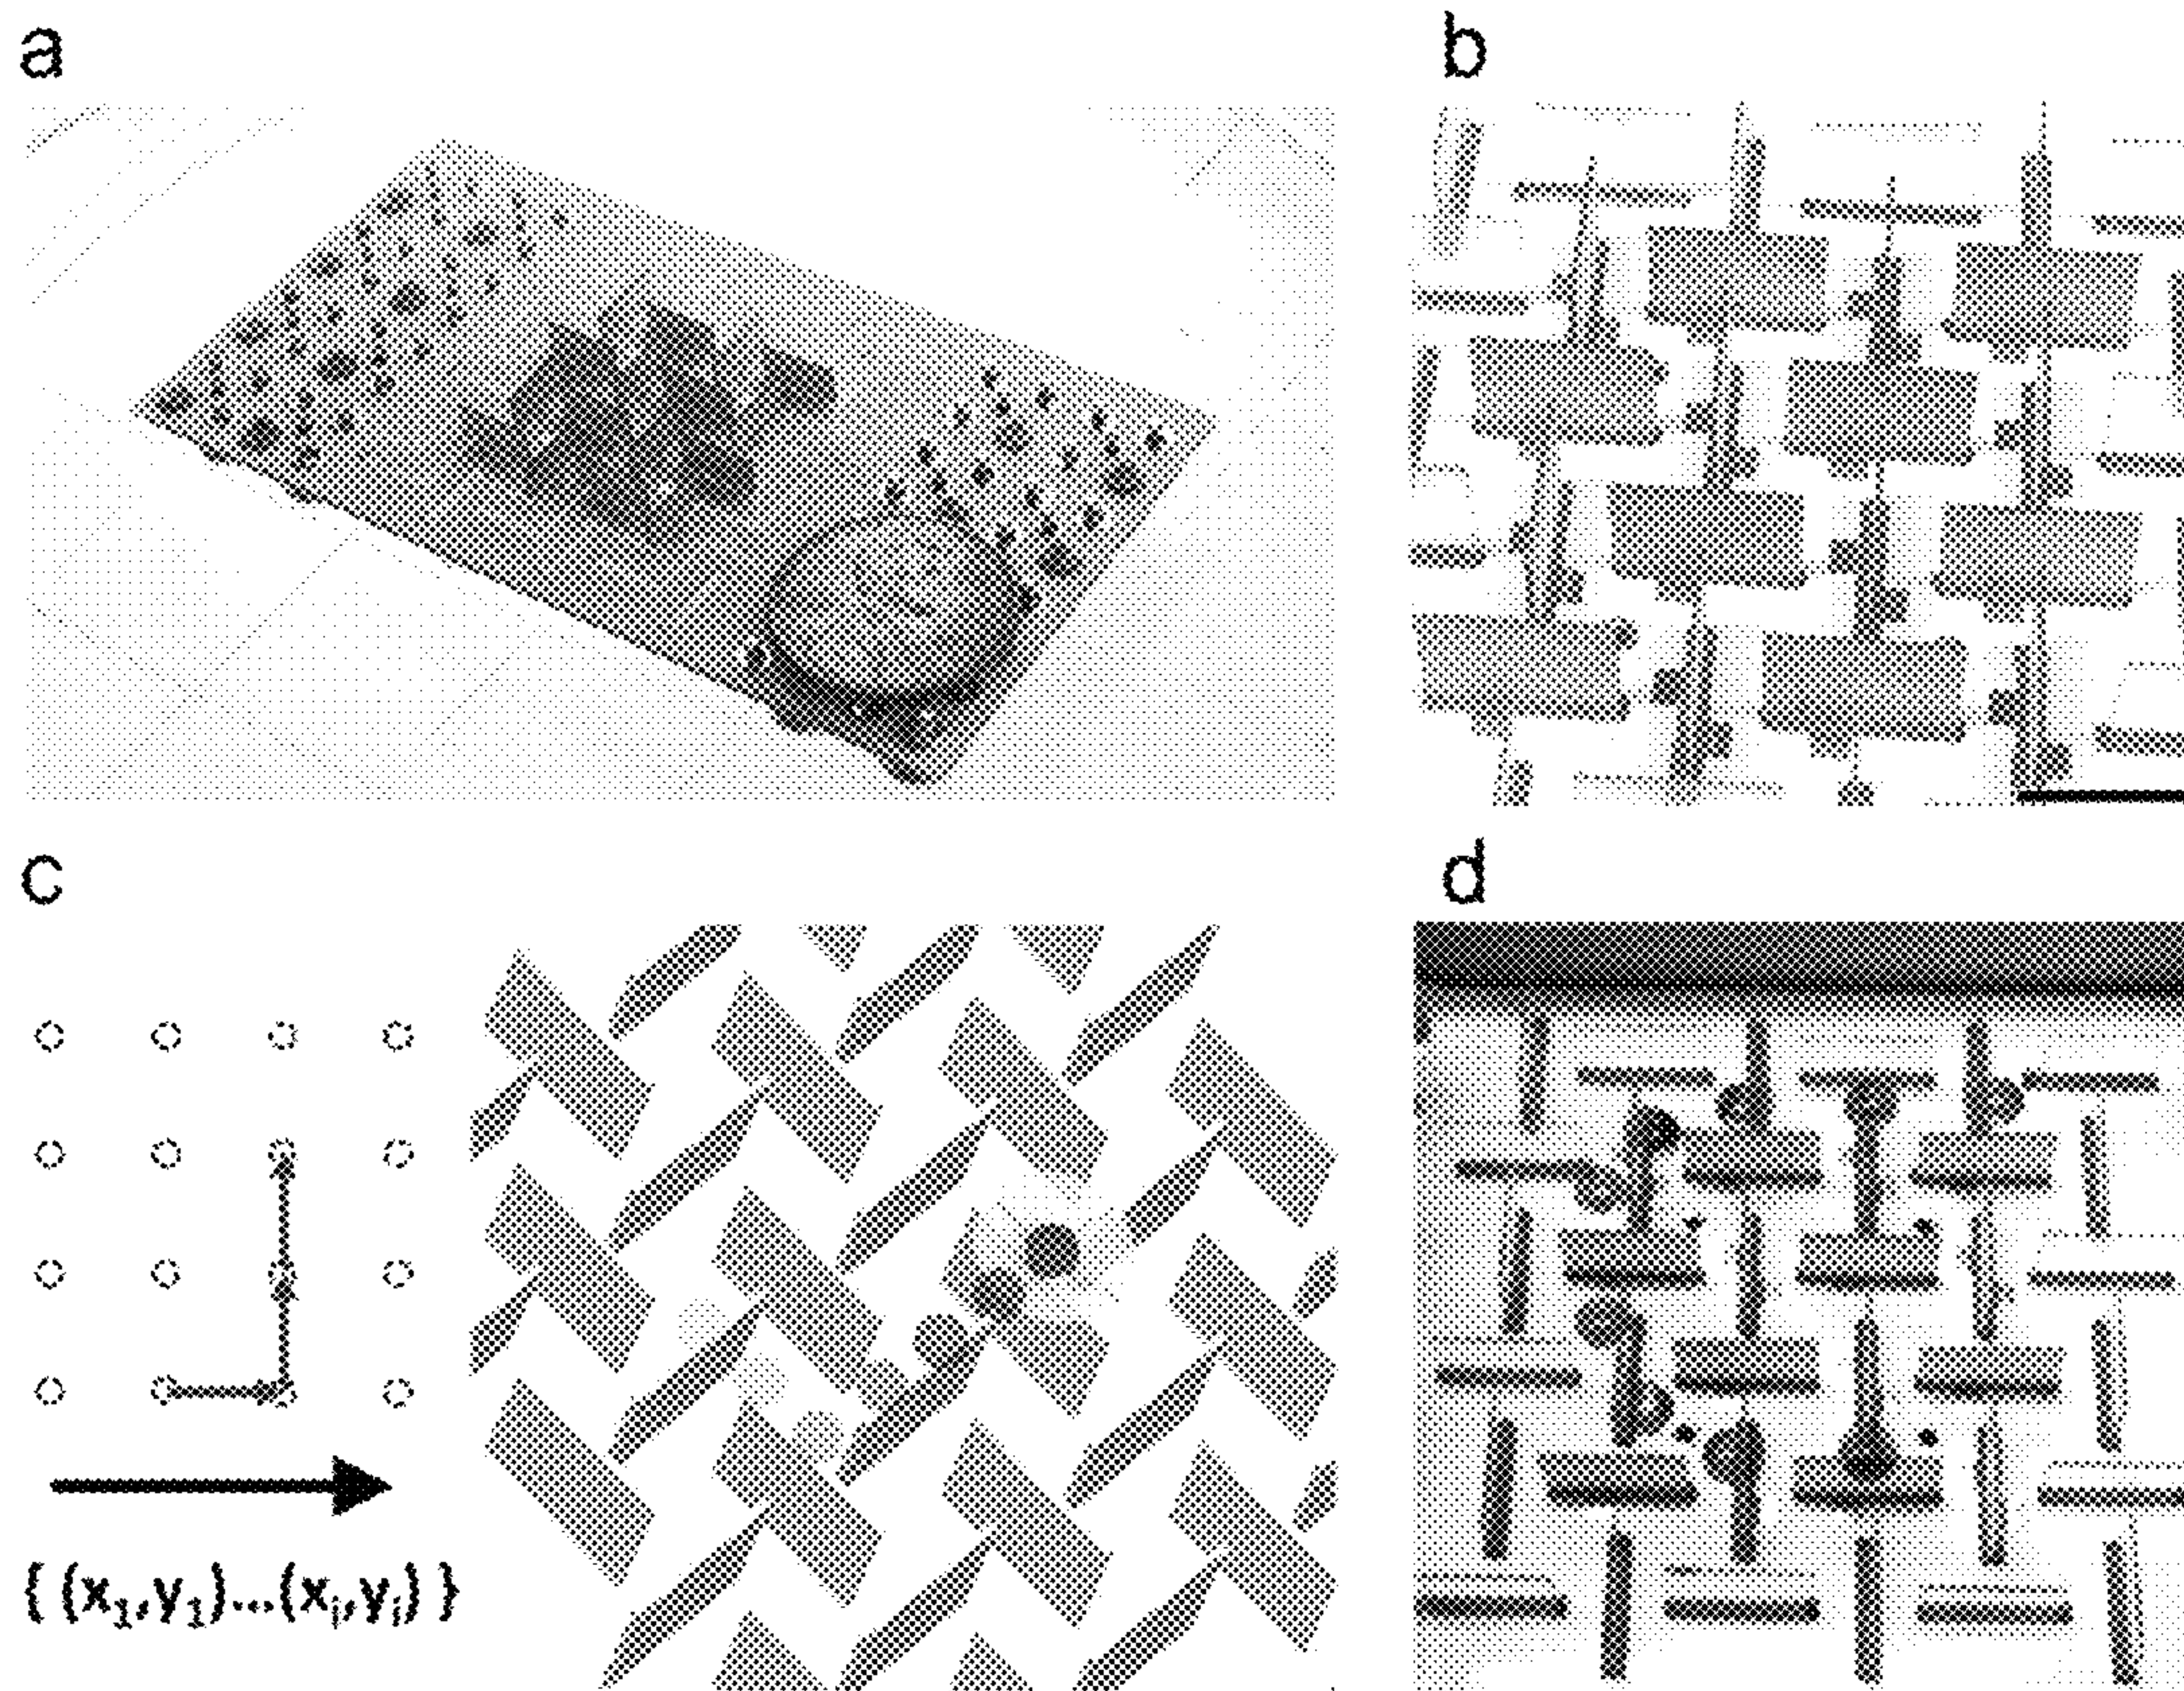 a
b
c
d
{ (x₁,y₁)...(xᵢ,yᵢ) }